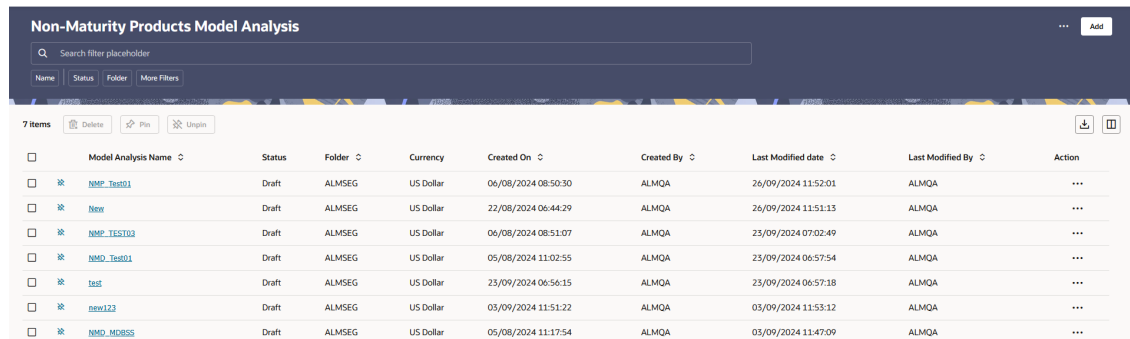 Non-Maturity Products Model Analysis ... Add
Search filter placeholder
Name Status Folder More Filters
7 items Delete Pin Unpin
Model Analysis Name Status Folder Currency Created On Created By Last Modified date Last Modified By Action
NMP_Test01 Draft ALMSEG US Dollar 06/08/2024 08:50:30 ALMQA 26/09/2024 11:52:01 ALMQA ...
New Draft ALMSEG US Dollar 22/08/2024 06:44:29 ALMQA 26/09/2024 11:51:13 ALMQA ...
NMP_TEST03 Draft ALMSEG US Dollar 06/08/2024 08:51:07 ALMQA 23/09/2024 07:02:49 ALMQA ...
NMD_Test01 Draft ALMSEG US Dollar 05/08/2024 11:02:55 ALMQA 23/09/2024 06:57:54 ALMQA ...
test Draft ALMSEG US Dollar 23/09/2024 06:56:15 ALMQA 23/09/2024 06:57:18 ALMQA ...
new123 Draft ALMSEG US Dollar 03/09/2024 11:51:22 ALMQA 03/09/2024 11:53:12 ALMQA ...
NMD_MDBSS Draft ALMSEG US Dollar 05/08/2024 11:17:54 ALMQA 03/09/2024 11:47:09 ALMQA ...